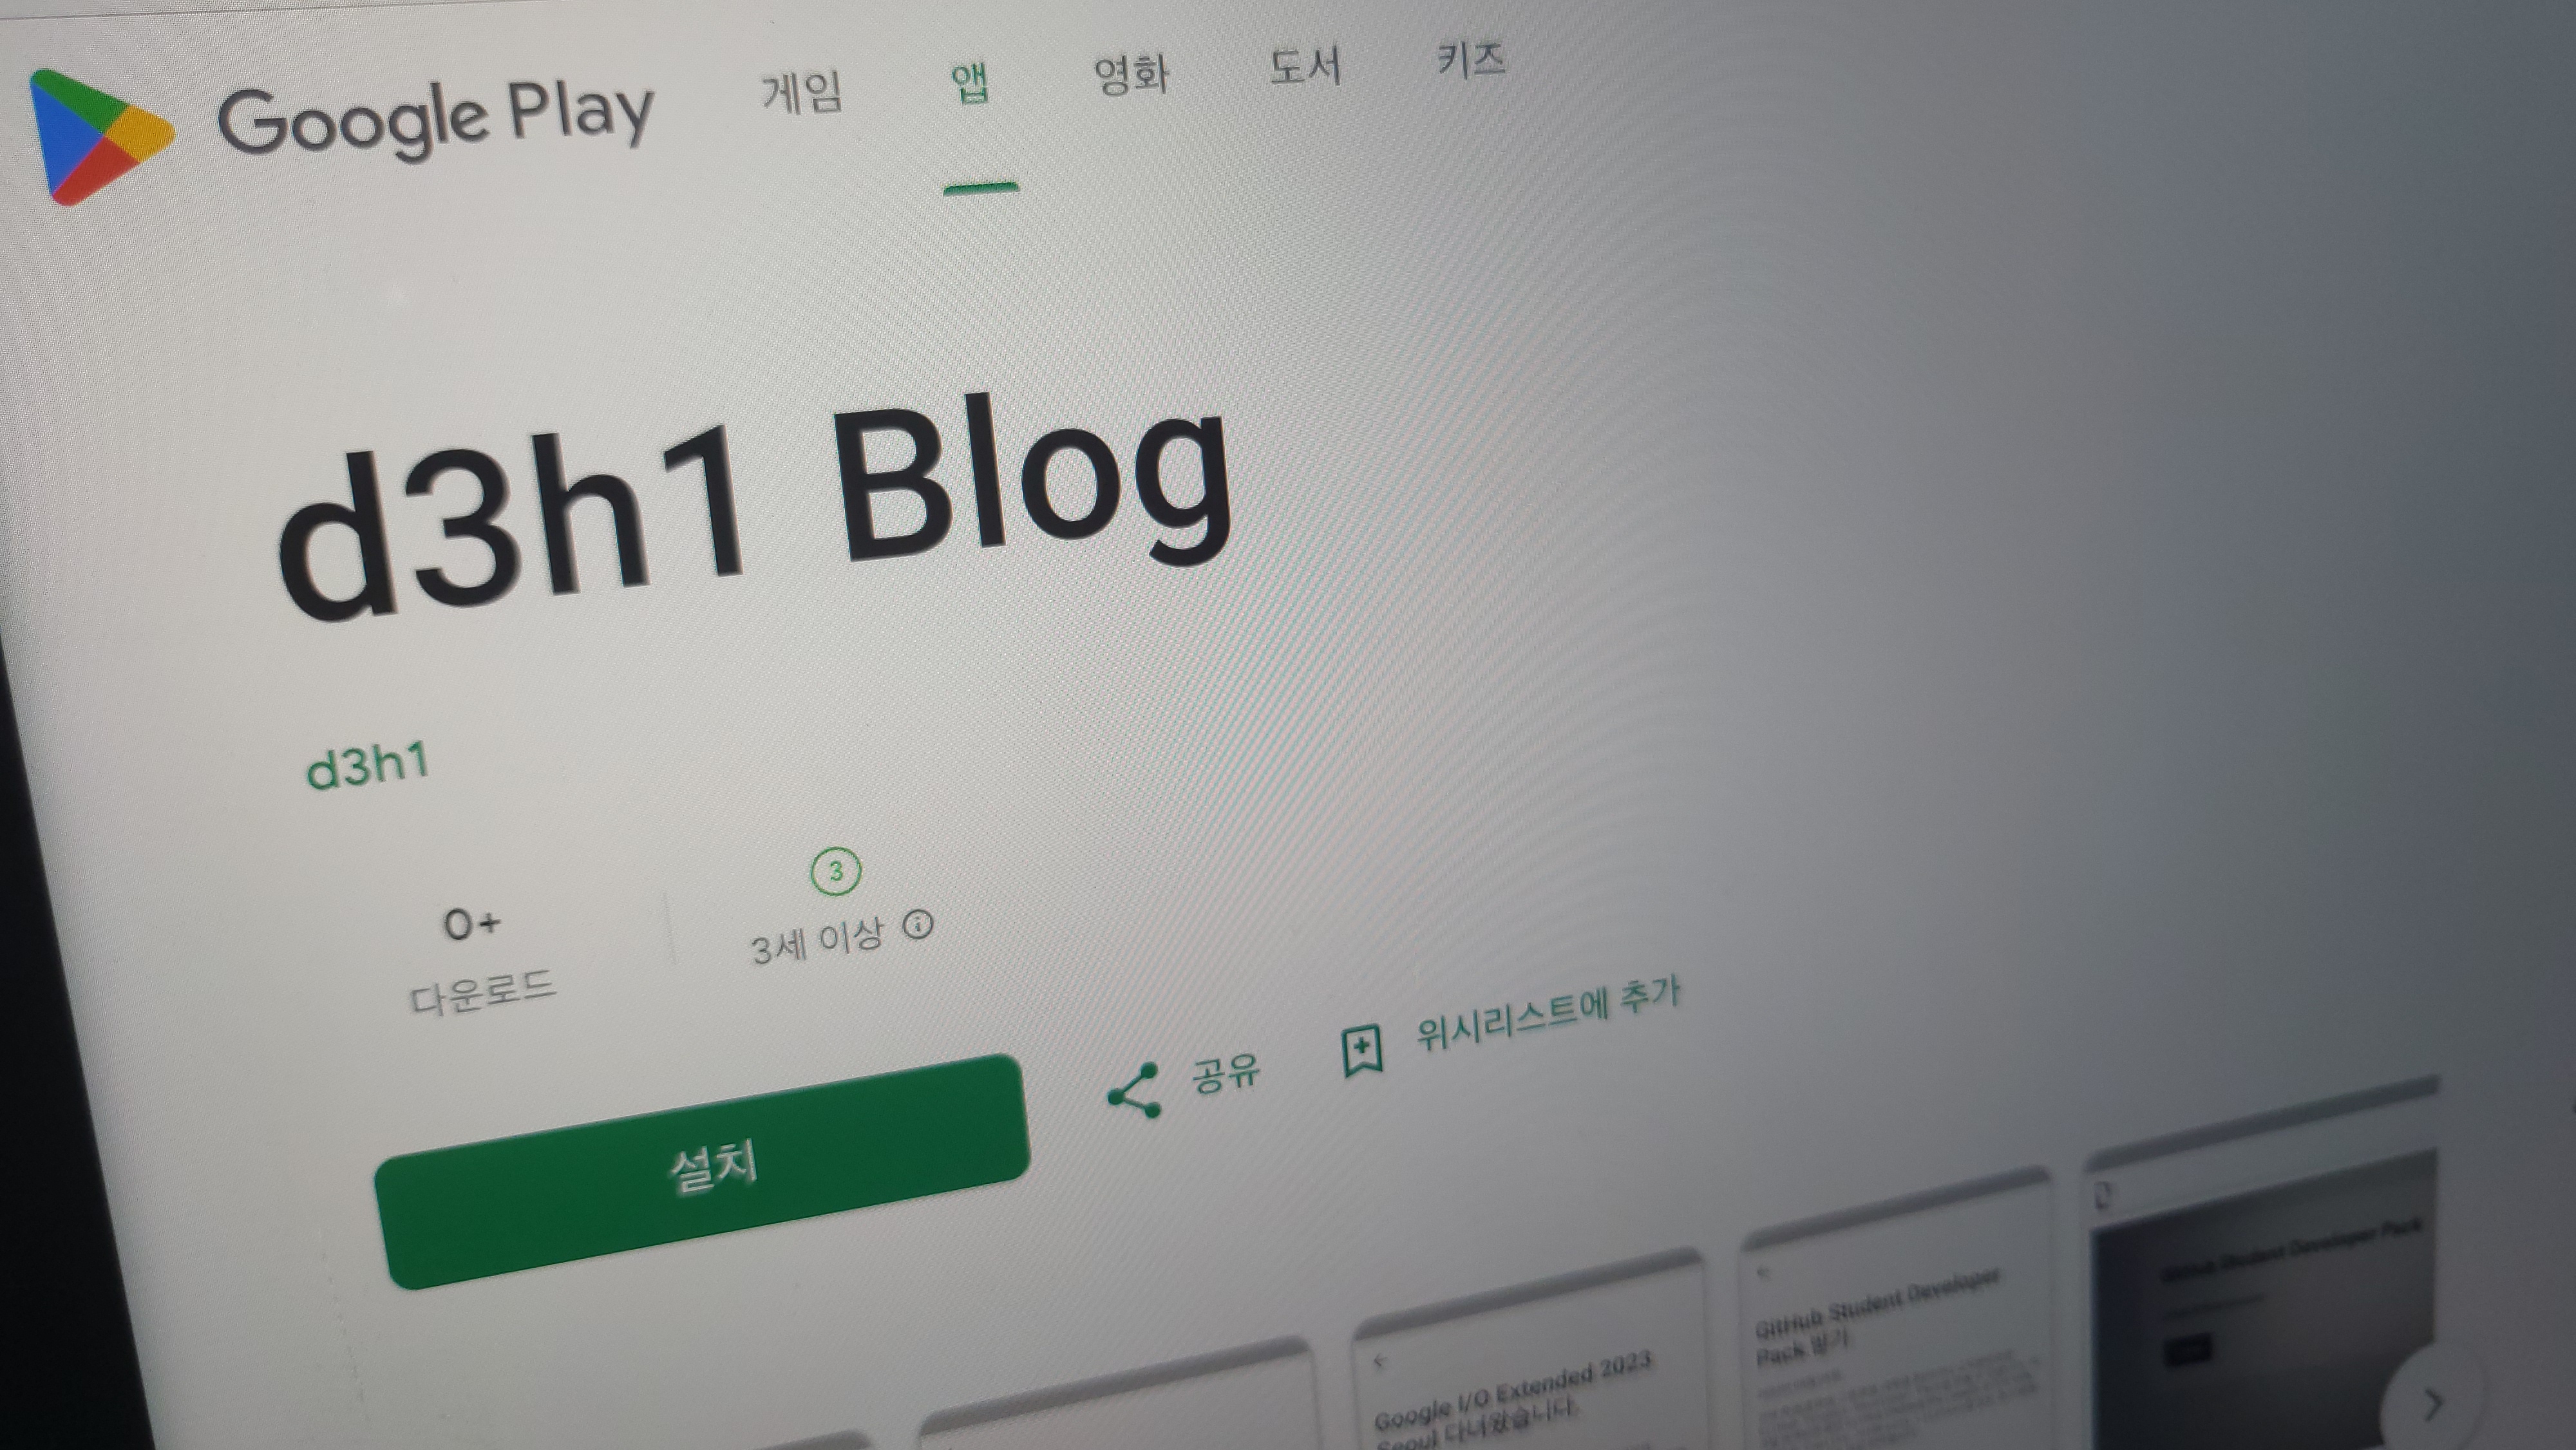 Google Play 게임 앱 영화 도서 키즈
d3h1 Blog
d3h1
0+
다운로드
3
3세 이상
설치
공유
위시리스트에 추가
Google I/O Extended 2023
Seoul 다녀왔습니다.
GitHub Student Developer
Pack 받기
GitHub Student Developer Pack